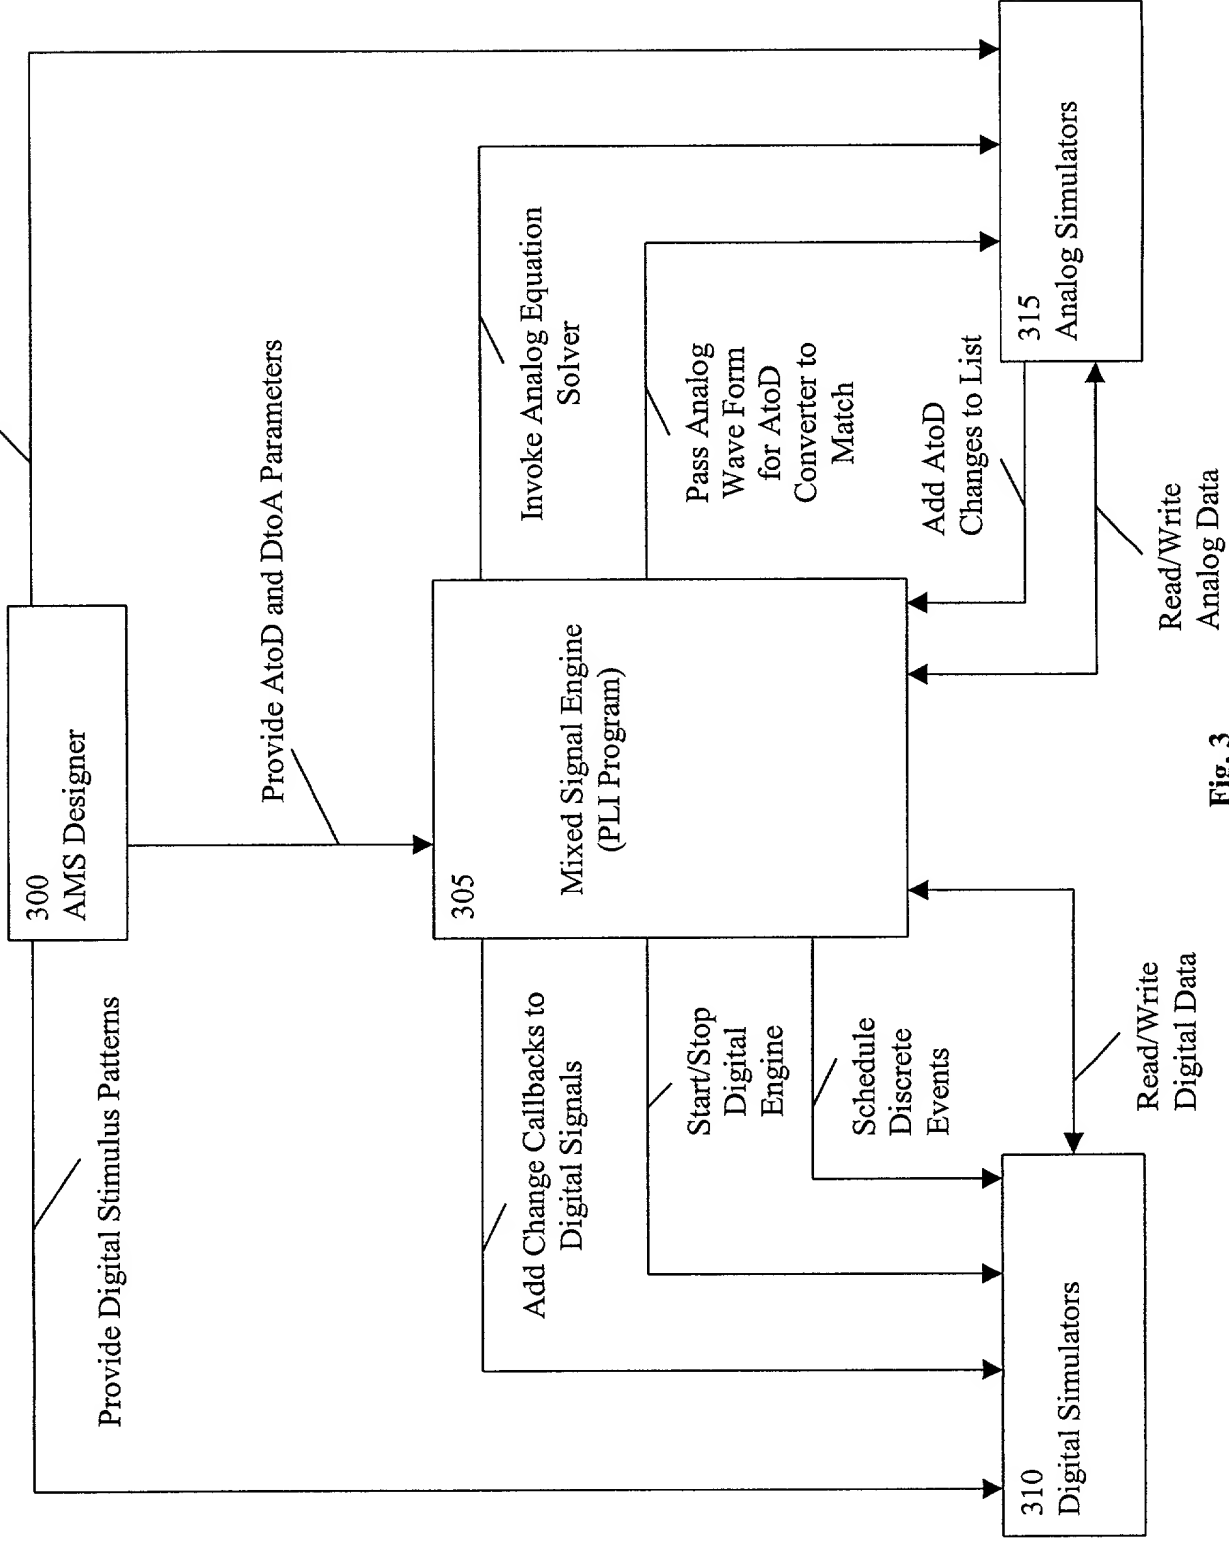 300
AMS Designer
Provide Digital Stimulus Patterns
Provide AtoD and DtoA Parameters
305
Mixed Signal Engine
(PLI Program)
Add Change Callbacks to
Digital Signals
Start/Stop
Digital
Engine
Schedule
Discrete
Events
Invoke Analog Equation
Solver
Pass Analog
Wave Form
for AtoD
Converter to
Match
Add AtoD
Changes to List
Read/Write
Digital Data
Read/Write
Analog Data
310
Digital Simulators
315
Analog Simulators
Fig. 3